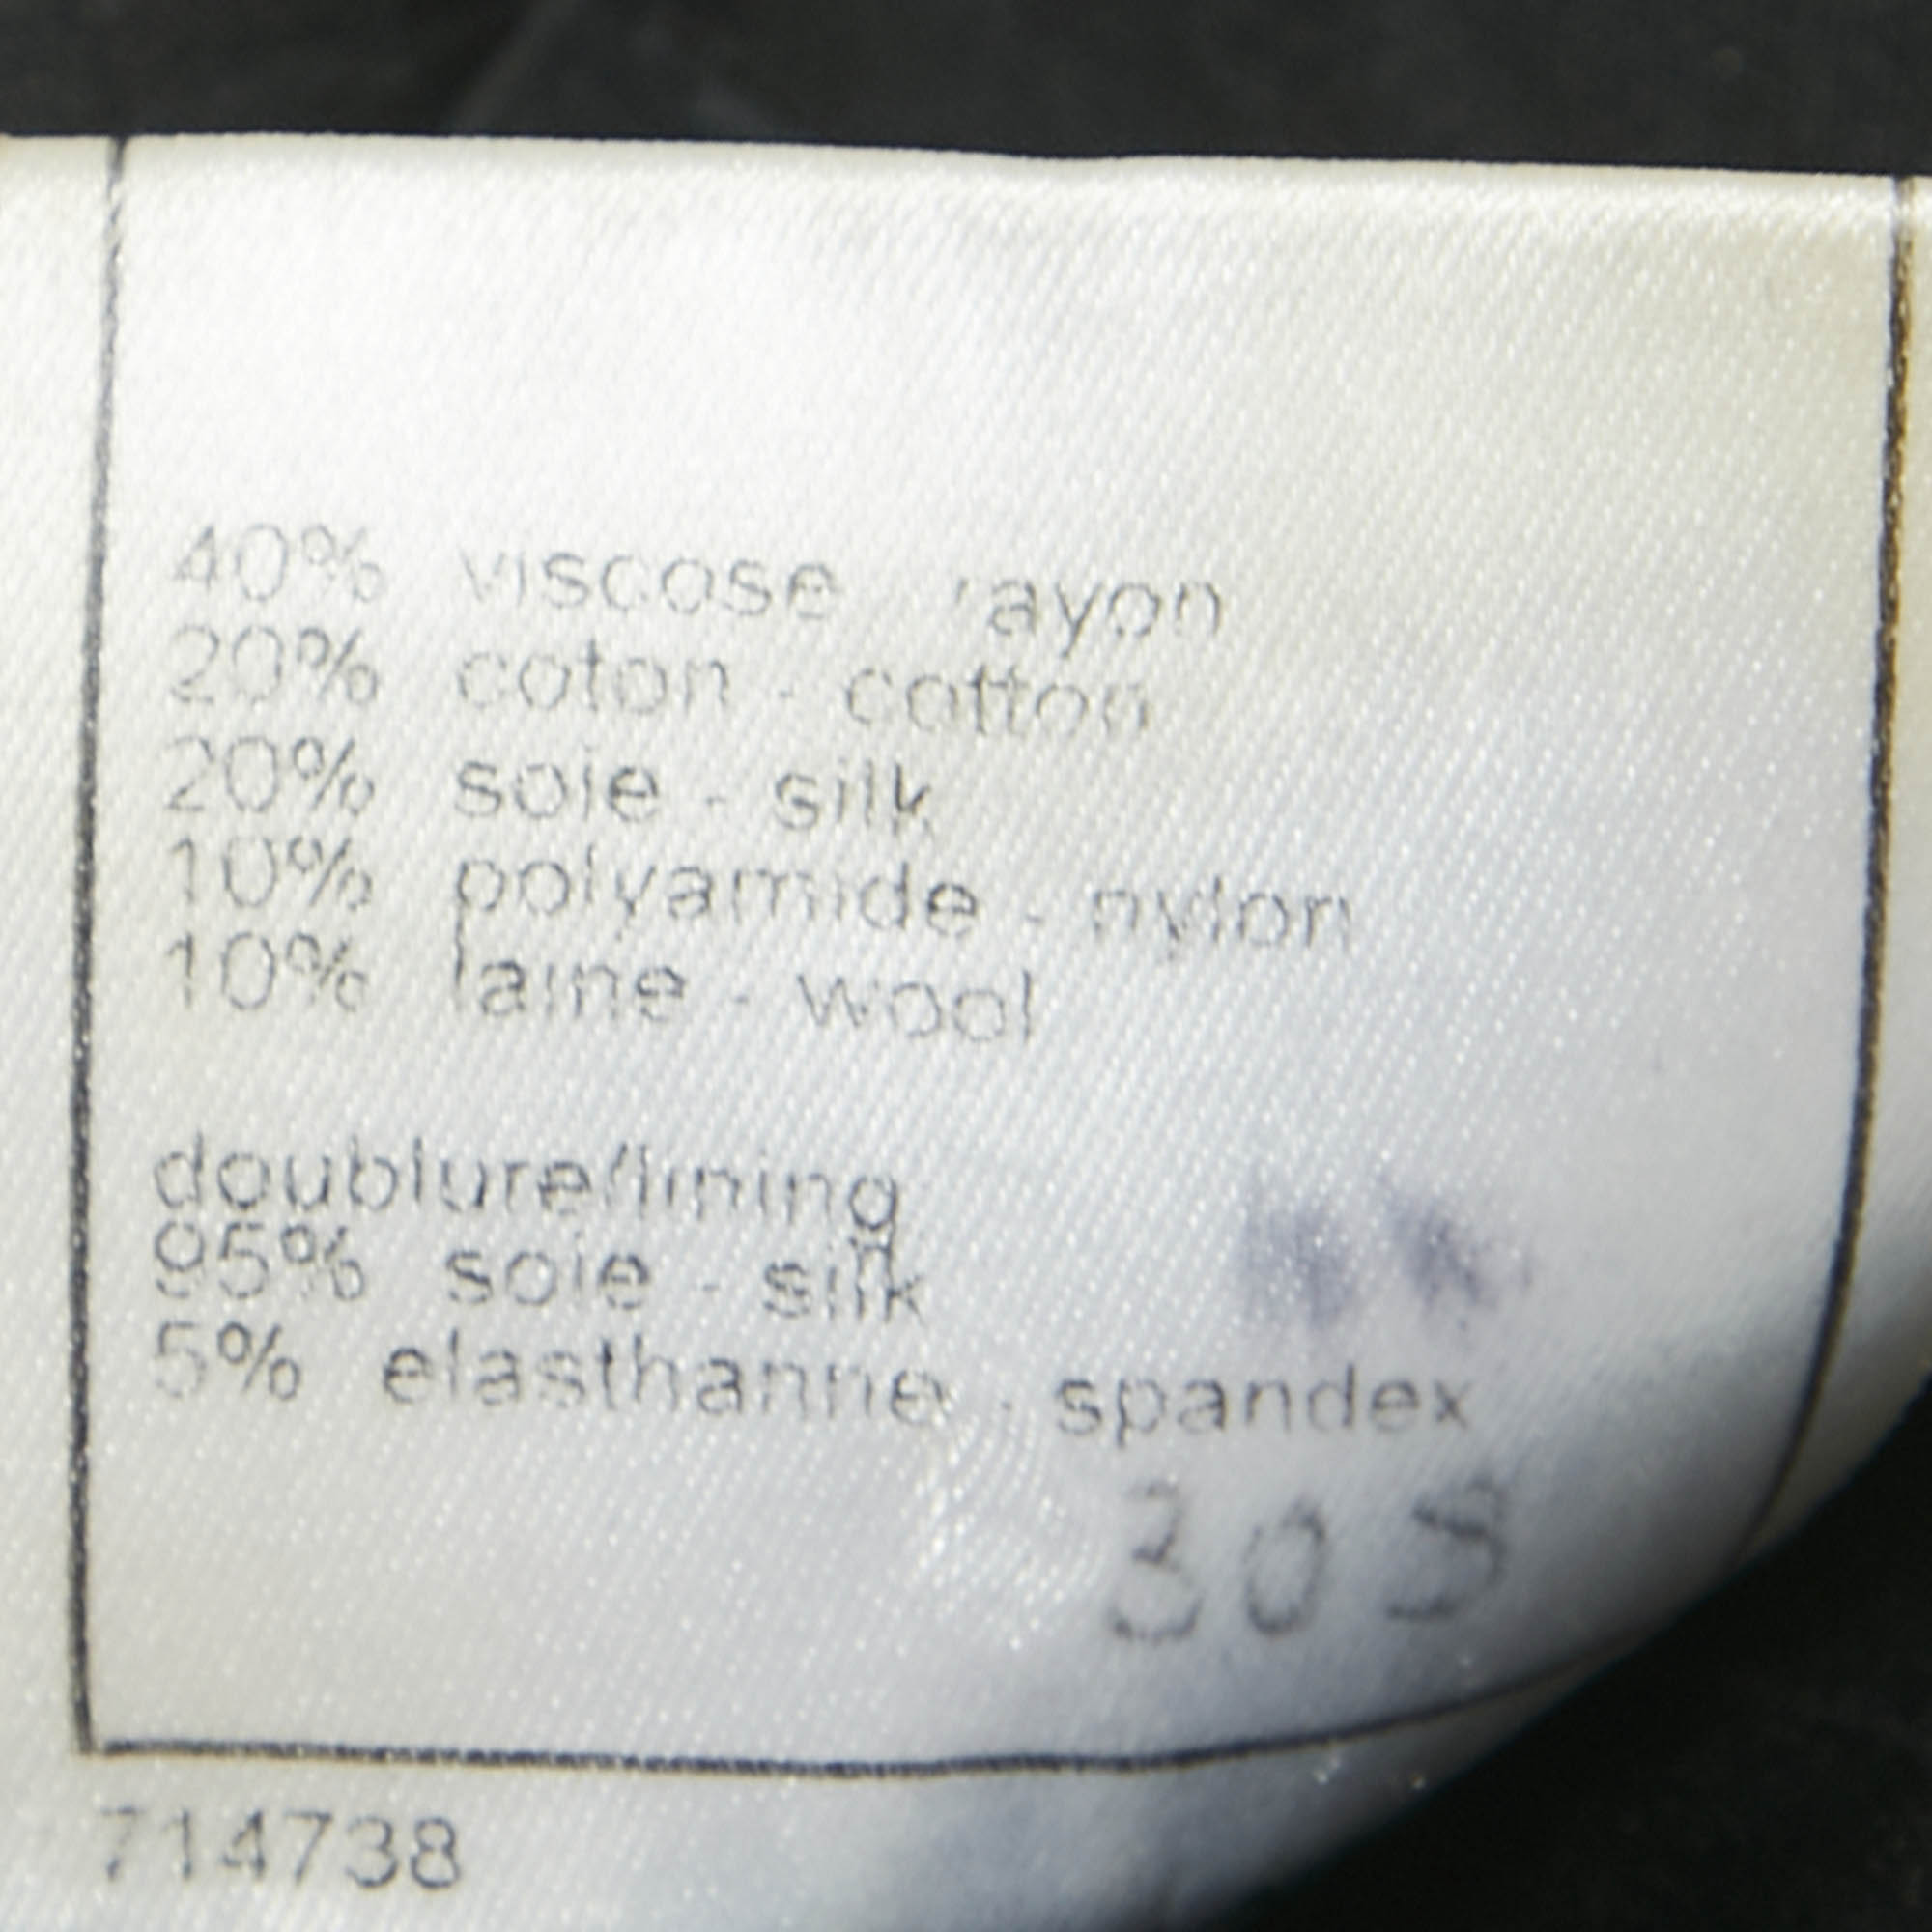 40% viscose rayon
20% coton - cotton
20% soie - silk
10% polyamide - nylon
10% laine - wool
doublure/lining
95% soie - silk
5% elasthanne - spandex
714738